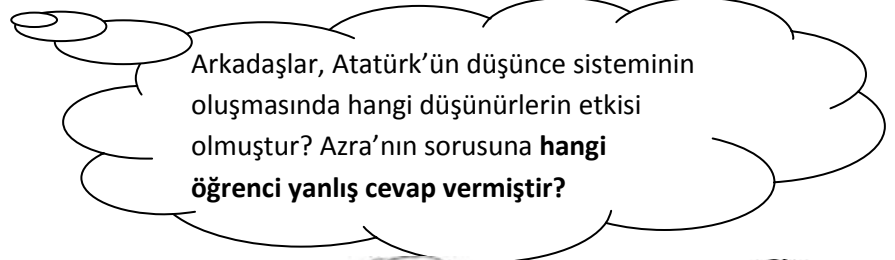 Arkadaşlar, Atatürk’ün düşünce sisteminin
oluşmasında hangi düşünürlerin etkisi
olmuştur? Azra’nın sorusuna hangi
öğrenci yanlış cevap vermiştir?